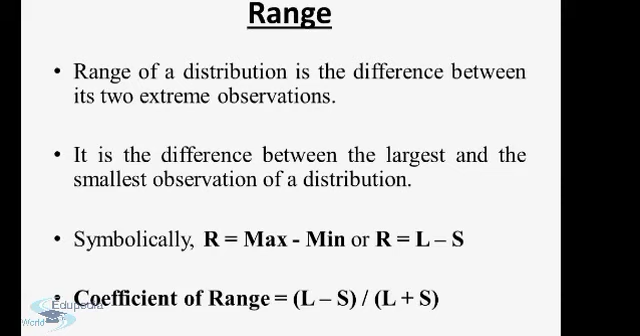 Range
• Range of a distribution is the difference between
its two extreme observations.
• It is the difference between the largest and the
smallest observation of a distribution.
• Symbolically, R = Max - Min or R = L – S
• Coefficient of Range = (L – S) / (L + S)
Edupedia
World